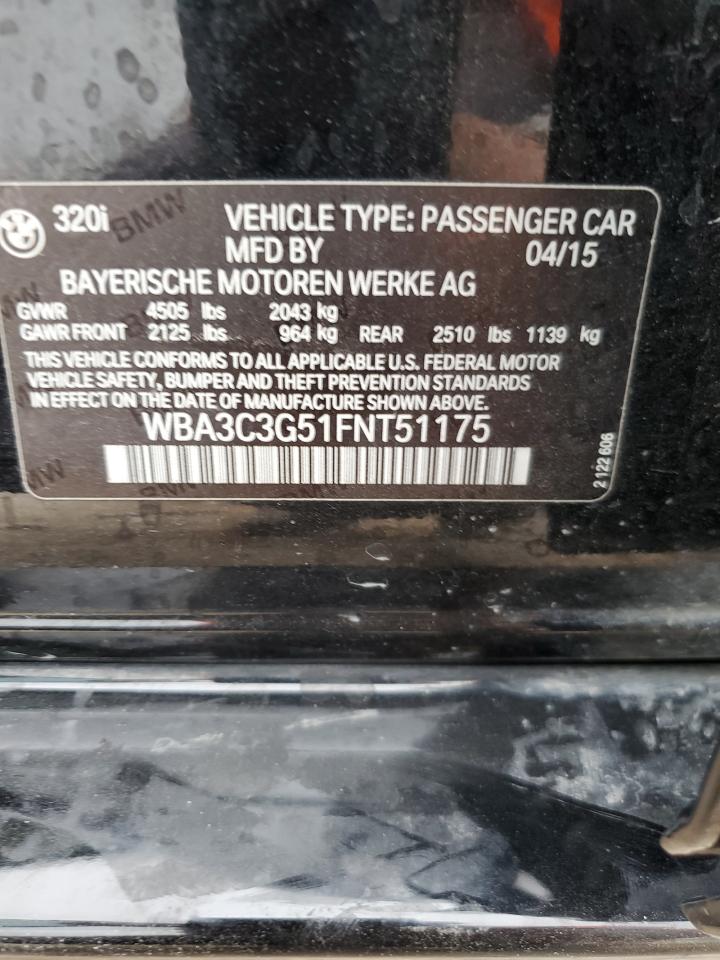 320i VEHICLE TYPE: PASSENGER CAR
MFD BY 04/15
BAYERISCHE MOTOREN WERKE AG
GVWR 4505 lbs 2043 kg
GAWR FRONT 2125 lbs 964 kg REAR 2510 lbs 1139 kg
THIS VEHICLE CONFORMS TO ALL APPLICABLE U.S. FEDERAL MOTOR
VEHICLE SAFETY, BUMPER AND THEFT PREVENTION STANDARDS
IN EFFECT ON THE DATE OF MANUFACTURE SHOWN ABOVE.
WBA3C3G51FNT51175
2 122 606
BMW
BMW
BMW